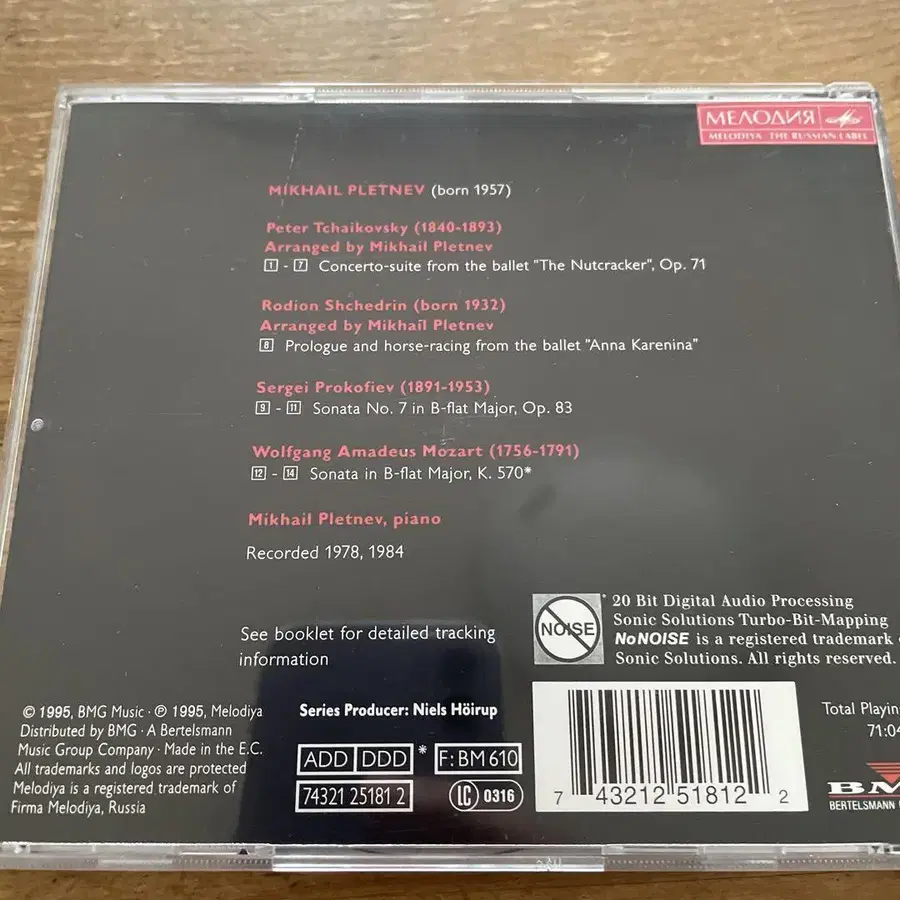 МЕЛОДИЯ
MELODIYA THE RUSSIAN LABEL
MIKHAIL PLETNEV (born 1957)
Peter Tchaikovsky (1840-1893)
Arranged by Mikhail Pletnev
1 - 7 Concerto-suite from the ballet "The Nutcracker", Op. 71
Rodion Shchedrin (born 1932)
Arranged by Mikhail Pletnev
8 Prologue and horse-racing from the ballet "Anna Karenina"
Sergei Prokofiev (1891-1953)
9 - 11 Sonata No. 7 in B-flat Major, Op. 83
Wolfgang Amadeus Mozart (1756-1791)
12 - 14 Sonata in B-flat Major, K. 570*
Mikhail Pletnev, piano
Recorded 1978, 1984
See booklet for detailed tracking
information
NOISE
* 20 Bit Digital Audio Processing
Sonic Solutions Turbo-Bit-Mapping
NoNOISE is a registered trademark
Sonic Solutions. All rights reserved.
© 1995, BMG Music · ℗ 1995, Melodiya
Distributed by BMG · A Bertelsmann
Music Group Company · Made in the E.C.
All trademarks and logos are protected
Melodiya is a registered trademark of
Firma Melodiya, Russia
Series Producer: Niels Höirup
ADD DDD * F: BM 610
74321 25181 2
LC 0316
7 43212 51812 2
Total
71:04
BERTELSMANN